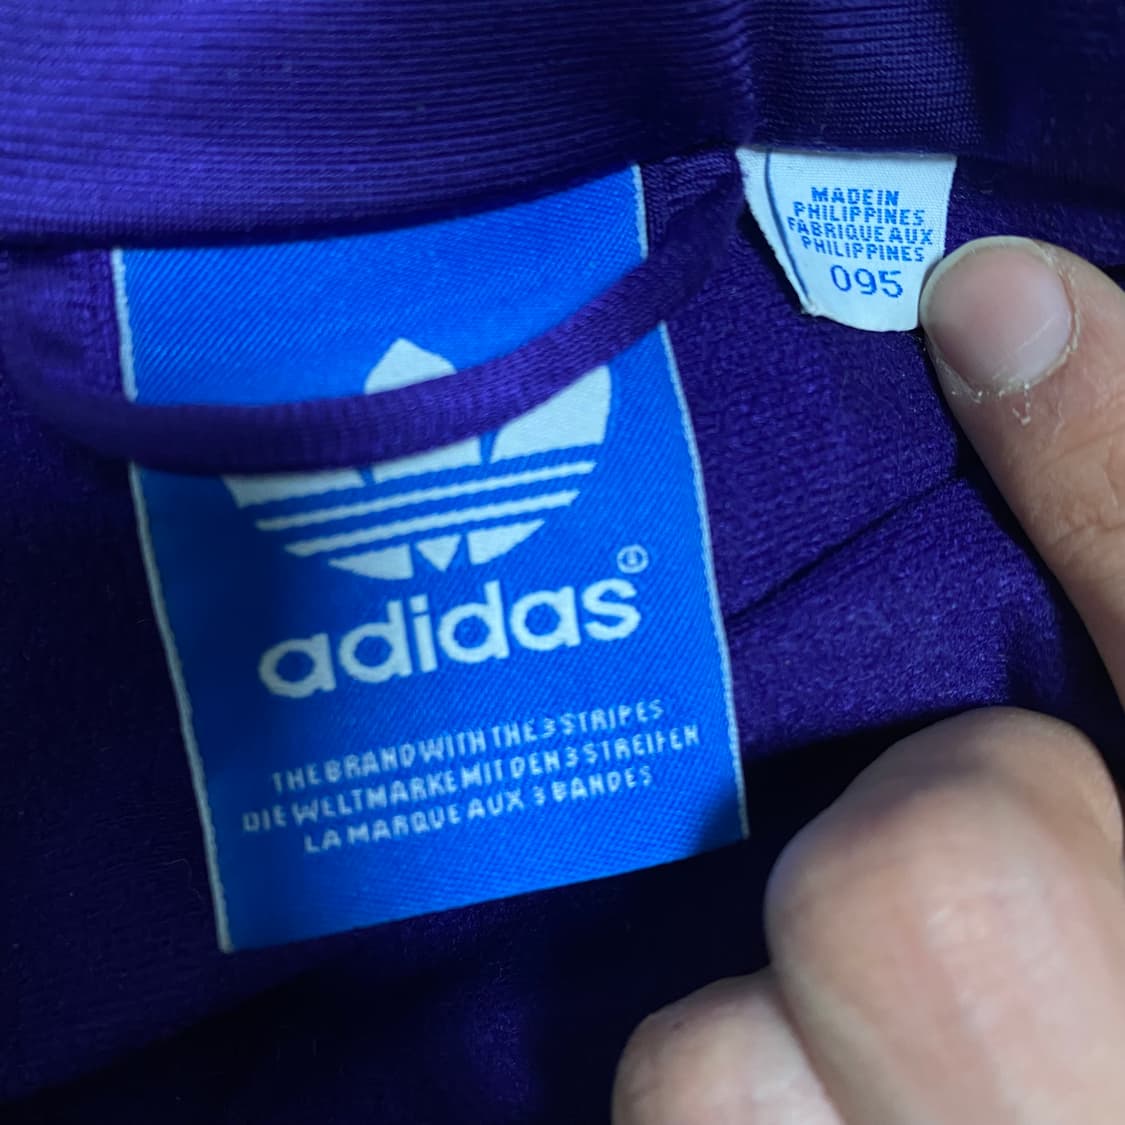 adidas®
THE BRAND WITH THE 3 STRIPES
DIE WELTMARKE MIT DEN 3 STREIFEN
LA MARQUE AUX 3 BANDES
MADE IN
PHILIPPINES
FABRIQUE AUX
PHILIPPINES
095